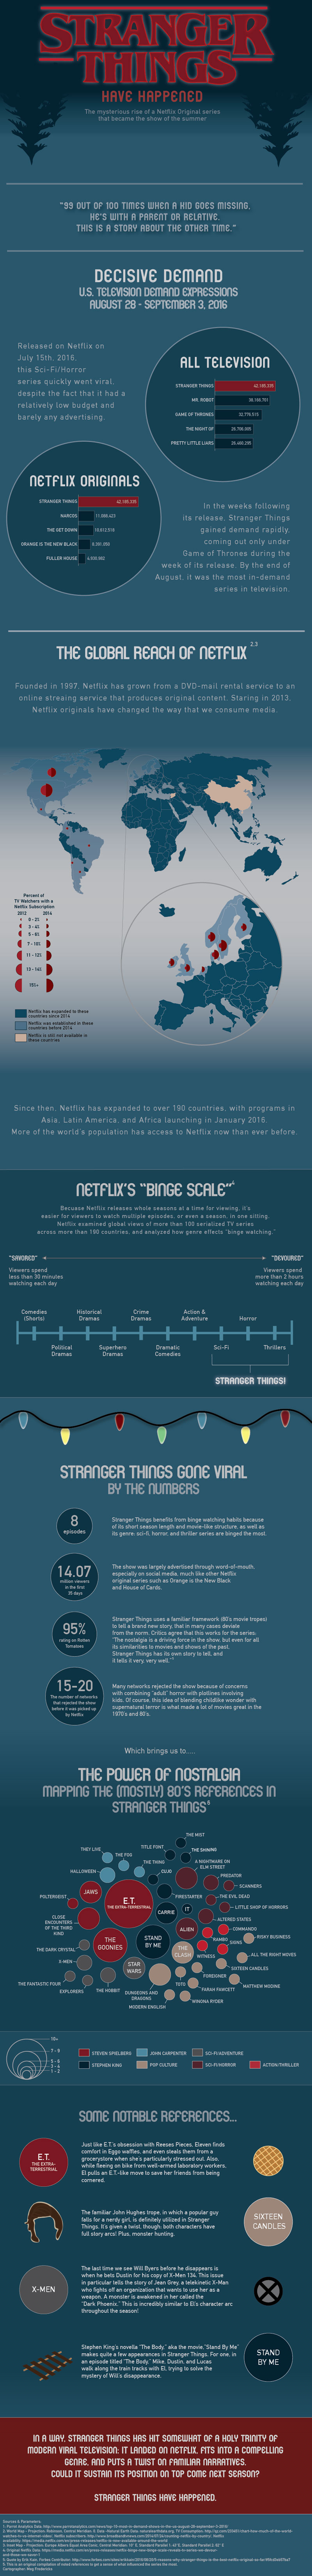 STRANGER
THINGS
HAVE HAPPENED
The mysterious rise of a Netflix Original series
that became the show of the summer
"99 OUT OF 100 TIMES WHEN A KID GOES MISSING,
HE'S WITH A PARENT OR RELATIVE.
THIS IS A STORY ABOUT THE OTHER TIME."
DECISIVE DEMAND
U.S. TELEVISION DEMAND EXPRESSIONS
AUGUST 28 - SEPTEMBER 3, 2016
Released on Netflix on
July 15th, 2016,
this Sci-Fi/Horror
series quickly went viral,
despite the fact that it had a
relatively low budget and
barely any advertising.
ALL TELEVISION
STRANGER THINGS
MR. ROBOT
GAME OF THRONES
THE NIGHT OF
PRETTY LITTLE LIARS
NETFLIX ORIGINALS
STRANGER THINGS
NARCOS
THE GET DOWN
ORANGE IS THE NEW BLACK
FULLER HOUSE
In the weeks following
its release, Stranger Things
gained demand rapidly,
coming out only under
Game of Thrones during the
week of its release. By the end of
August, it was the most in-demand
series in television.
THE GLOBAL REACH OF NETFLIX 2,3
Founded in 1997, Netflix has grown from a DVD-mail rental service to an
online streaing service that produces original content. Staring in 2013,
Netflix originals have changed the way that we consume media.
Percent of
TV Watchers with a
Netflix Subscription
2012 2014
0 - 2%
3 - 4%
5 - 6%
7 - 10%
11 - 12%
13 - 14%
15%+
Netflix has expanded to these
countries since 2014
Netflix was established in these
countries before 2014
Netflix is still not available in
these countries
Since then, Netflix has expanded to over 190 countries, with programs in
Asia, Latin America, and Africa launching in January 2016.
More of the world's population has access to Netflix now than ever before.
NETFLIX'S "BINGE SCALE"4
Because Netflix releases whole seasons at a time for viewing, it's
easier for viewers to watch multiple episodes, or even a season, in one sitting.
Netflix examined global views of more than 100 serialized TV series
across more than 190 countries, and analyzed how genre effects "binge watching."
"SAVORED"
"DEVOURED"
Viewers spend
less than 30 minutes
watching each day
Viewers spend
more than 2 hours
watching each day
Comedies
(Shorts)
Historical
Dramas
Crime
Dramas
Action &
Adventure
Horror
Political
Dramas
Superhero
Dramas
Dramatic
Comedies
Sci-Fi
Thrillers
STRANGER THINGS!
STRANGER THINGS GONE VIRAL
BY THE NUMBERS
8
episodes
Stranger Things benefits from binge watching habits because
of its short season length and movie-like structure, as well as
its genre: sci-fi, horror, and thriller series are binged the most.
14.07
million viewers
in the first
35 days
The show was largely advertised through word-of-mouth,
especially on social media, much like other Netflix
original series such as Orange is the New Black
and House of Cards.
95%
rating on Rotten
Tomatoes
Stranger Things uses a familiar framework (80's movie tropes)
to tell a brand new story, that in many cases deviate
from the norm. Critics agree that this works for the series.
"The nostalgia is a driving force in the show, but even for all
its similarities to movies and shows of the past,
Stranger Things has its own story to tell, and
it tells it very, very well."
15-20
The number of networks
that rejected the show
before it was picked up
by Netflix
Many networks rejected the show because of concerns
with combining "adult" horror with plotlines involving
kids. Of course, this idea of blending childlike wonder with
supernatural terror is what made a lot of movies great in the
1970's and 80's.
Which brings us to....
THE POWER OF NOSTALGIA
MAPPING THE (MOSTLY) 80'S REFERENCES IN
STRANGER THINGS5
THE MIST
TITLE FONT
THE SHINING
THEY LIVE
THE FOG
THE THING
A NIGHTMARE ON
ELM STREET
HALLOWEEN
CUJO
PREDATOR
SCANNERS
POLTERGEIST
JAWS
E.T.
THE EXTRA-TERRESTRIAL
FIRESTARTER
THE EVIL DEAD
CARRIE
IT
LITTLE SHOP OF HORRORS
CLOSE
ENCOUNTERS
OF THE THIRD
KIND
ALTERED STATES
ALIEN
COMMANDO
RAMBO
RISKY BUSINESS
THE
GOONIES
STAND
BY ME
SIGNS
THE DARK CRYSTAL
THE
CLASH
WITNESS
ALL THE RIGHT MOVES
X-MEN
STAR
WARS
SIXTEEN CANDLES
FOREIGNER
THE FANTASTIC FOUR
TOTO
MATTHEW MODINE
EXPLORERS
THE HOBBIT
DUNGEONS AND
DRAGONS
FARAH FAWCETT
MODERN ENGLISH
WINONA RYDER
10+
7 - 9
5 - 6
3 - 4
1 - 2
STEVEN SPIELBERG
JOHN CARPENTER
SCI-FI/ADVENTURE
STEPHEN KING
POP CULTURE
SCI-FI/HORROR
ACTION/THRILLER
SOME NOTABLE REFERENCES...
E.T.
THE EXTRA-
TERRESTRIAL
Just like E.T.'s obsession with Reeses Pieces, Eleven finds
comfort in Eggo waffles, and even steals them from a
grocerystore when she's particularly stressed out. Also,
while fleeing on bike from well-armed laboratory workers,
El pulls an E.T.-like move to save her friends from being
cornered.
The familiar John Hughes trope, in which a popular guy
falls for a nerdy girl, is definitely utilized in Stranger
Things. It's given a twist, though: both characters have
full story arcs! Plus, monster hunting.
SIXTEEN
CANDLES
X-MEN
The last time we see Will Byers before he disappears is
when he bets Dustin for his copy of X-Men 134. This issue
in particular tells the story of Jean Grey, a telekinetic X-Man
who fights off an organization that wants to use her as a
weapon. A monster is awakened in her called the
"Dark Phoenix." This is incredibly similar to El's character arc
throughout the season!
Stephen King's novella "The Body," aka the movie,"Stand By Me"
makes quite a few appearances in Stranger Things. For one, in
an episode titled "The Body," Mike, Dustin, and Lucas
walk along the train tracks with El, trying to solve the
mystery of Will's disappearance.
STAND
BY ME
IN A WAY, STRANGER THINGS HAS HIT SOMEWHAT OF A HOLY TRINITY OF
MODERN VIRAL TELEVISION: IT LANDED ON NETFLIX, FITS INTO A COMPELLING
GENRE, AND PUTS A TWIST ON FAMILIAR NARRATIVES.
COULD IT SUSTAIN ITS POSITION ON TOP COME NEXT SEASON?
STRANGER THINGS HAVE HAPPENED.